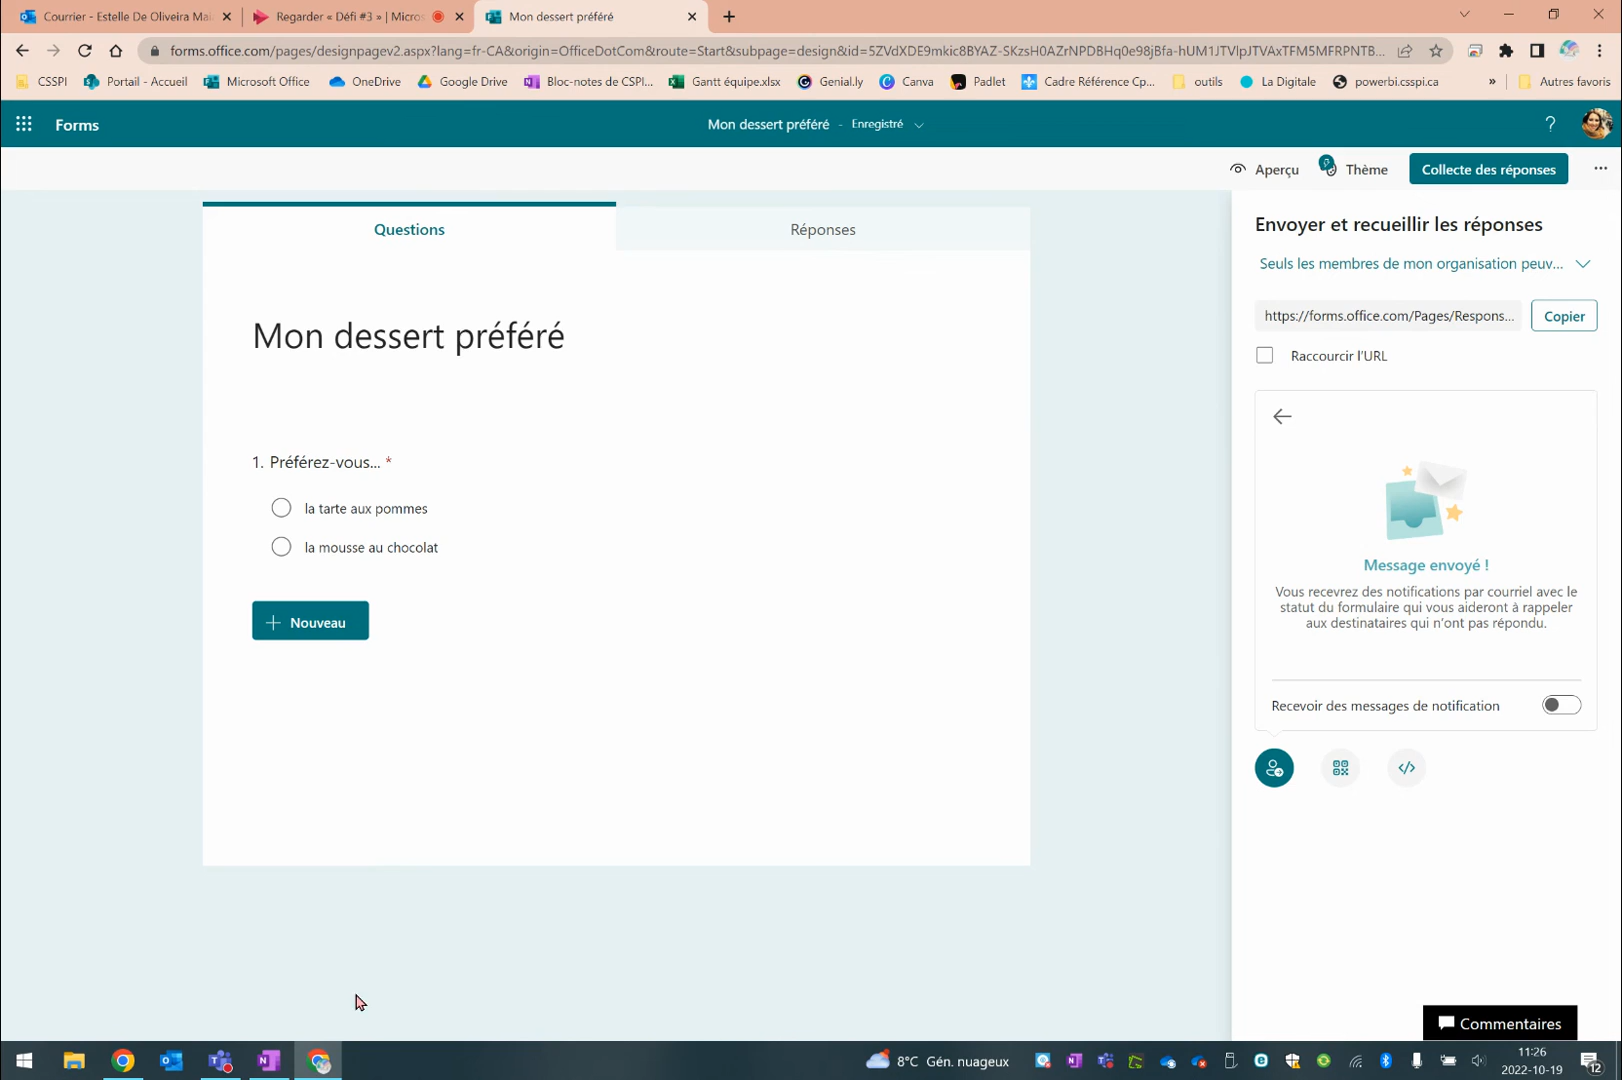 Courrier - Estelle De Oliveira Ma
Regarder « Défi #3 » | Micros
Mon dessert préféré
forms.office.com/pages/designpagev2.aspx?lang=fr-CA&origin=OfficeDotCom&route=Start&subpage=design&id=5ZVdXDE9mkic8BYAZ-SKzsH0AZrNPDBHq0e98jBfa-hUM1JTVlpJTVAxTFM5MFRPNTB...
CSSPI
Portail - Accueil
Microsoft Office
OneDrive
Google Drive
Bloc-notes de CSPI...
Gantt équipe.xlsx
Genial.ly
Canva
Padlet
Cadre Référence Cp...
outils
La Digitale
powerbi.csspi.ca
»
Autres favoris
Forms
Mon dessert préféré - Enregistré
?
Aperçu
Thème
Collecte des réponses
...
Questions
Réponses
Mon dessert préféré
1. Préférez-vous... *
la tarte aux pommes
la mousse au chocolat
+ Nouveau
Envoyer et recueillir les réponses
Seuls les membres de mon organisation peuv...
https://forms.office.com/Pages/Respons...
Copier
Raccourcir l'URL
Message envoyé !
Vous recevrez des notifications par courriel avec le
statut du formulaire qui vous aideront à rappeler
aux destinataires qui n'ont pas répondu.
Recevoir des messages de notification
</>
Commentaires
8°C Gén. nuageux
11:26
2022-10-19
12